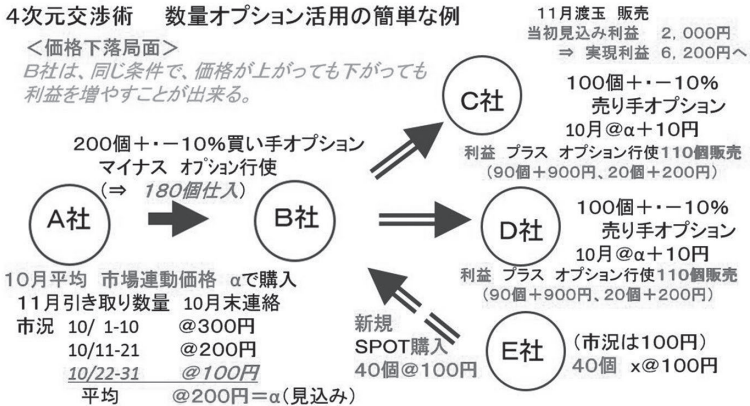 4次元交渉術 数量オプション活用の簡単な例
11月渡玉 販売
当初見込み利益 2,000円
⇒ 実現利益 6,200円へ
<価格下落局面>
B社は、同じ条件で、価格が上がっても下がっても
利益を増やすことが出来る。
C社
100個+・-10%
売り手オプション
10月@α+10円
利益 プラス オプション行使110個販売
(90個+900円、20個+200円)
200個+・-10%買い手オプション
マイナス オプション行使
(⇒ 180個仕入)
A社
B社
D社
100個+・-10%
売り手オプション
10月@α+10円
利益 プラス オプション行使110個販売
(90個+900円、20個+200円)
10月平均 市場連動価格 αで購入
11月引き取り数量 10月末連絡
市況 10/ 1-10 @300円
10/11-21 @200円
10/22-31 @100円
平均 @200円=α(見込み)
新規
SPOT購入
40個@100円
E社
(市況は100円)
40個 x@100円